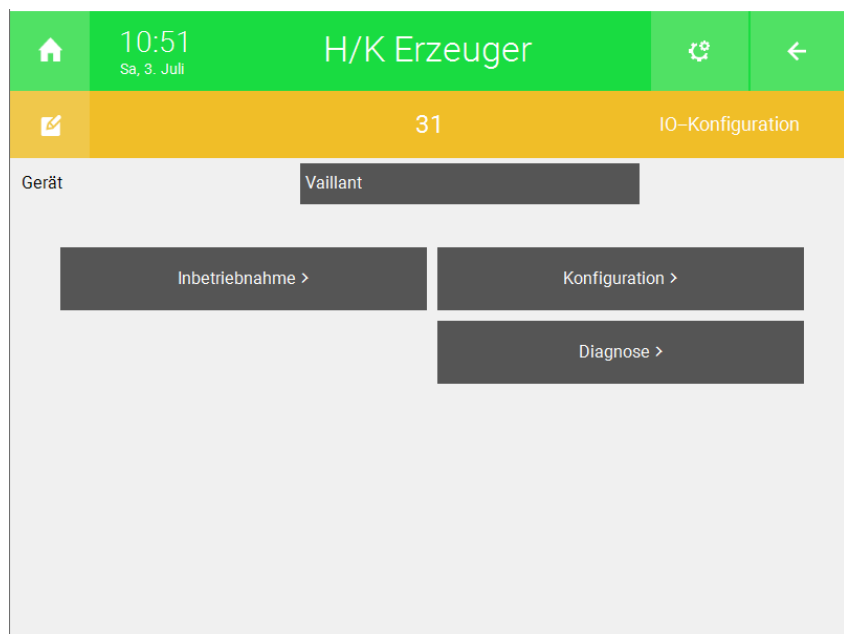 10:51
Sa, 3. Juli
H/K Erzeuger
31
IO–Konfiguration
Gerät
Vaillant
Inbetriebnahme >
Konfiguration >
Diagnose >